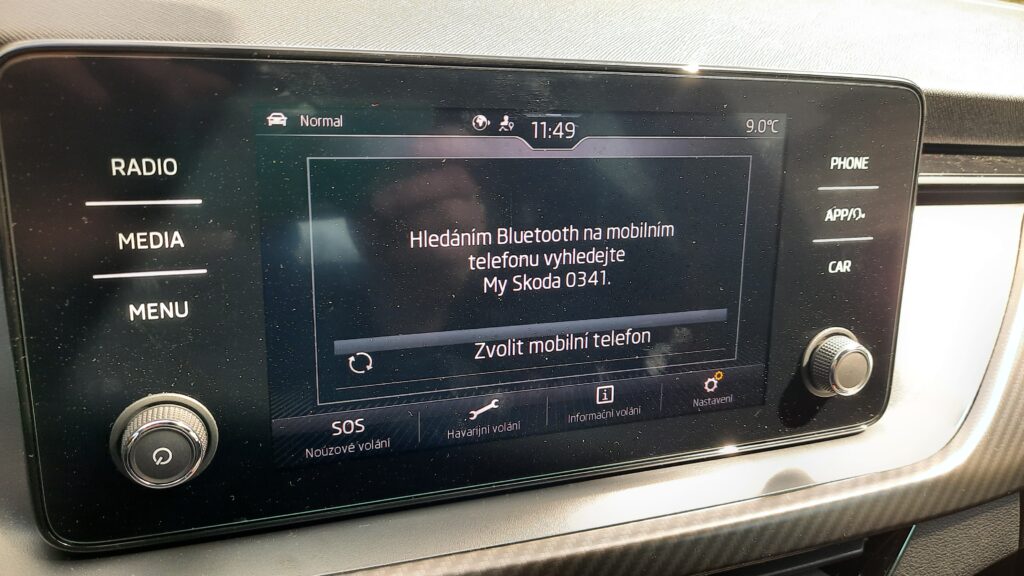 RADIO
MEDIA
MENU
Normal
11:49
9.0°C
Hledáním Bluetooth na mobilním
telefonu vyhledejte
My Skoda 0341.
Zvolit mobilní telefon
SOS
Noúzové volání
Havarijní volání
i
Informační volání
Nastavení
PHONE
APP/
CAR